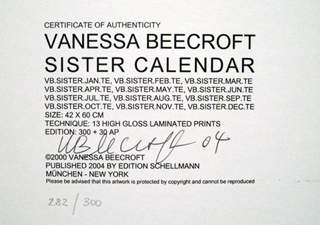 CERTIFICATE OF AUTHENTICITY
VANESSA BEECROFT
SISTER CALENDAR
VB.SISTER.JAN.TE, VB.SISTER.FEB.TE, VB.SISTER.MAR.TE
VB.SISTER.APR.TE, VB.SISTER.MAY.TE, VB.SISTER.JUN.TE
VB.SISTER.JUL.TE, VB.SISTER.AUG.TE, VB.SISTER.SEP.TE
VB.SISTER.OCT.TE, VB.SISTER.NOV.TE, VB.SISTER.DEC.TE
SIZE: 42 X 60 CM
TECHNIQUE: 13 HIGH GLOSS LAMINATED PRINTS
EDITION: 300 + 30 AP
VBeecroft 04
©2000 VANESSA BEECROFT
PUBLISHED 2004 BY EDITION SCHELLMANN
MÜNCHEN - NEW YORK
Please be advised that this artwork is protected by copyright and cannot be reproduced
282 / 300